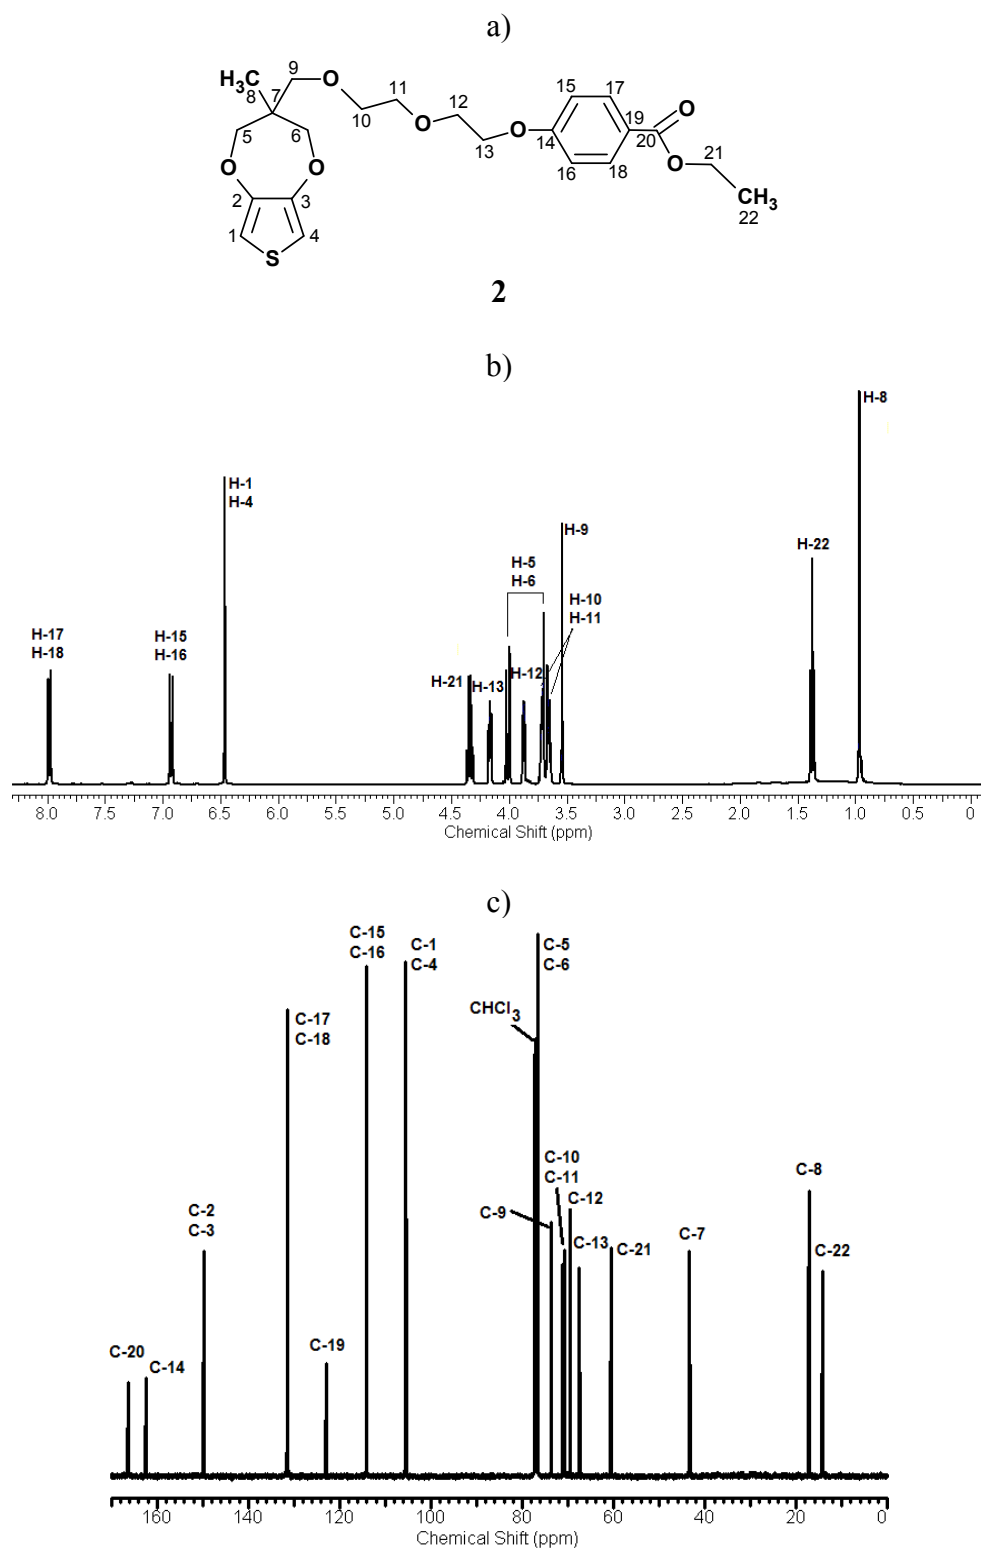 a)
H₃C
8
9
7
O
10
11
O
12
13
O
14
15
16
17
18
19
20
O
O
21
CH₃
22
5
6
O
O
2
3
1
4
S
2
b)
H-8
H-1
H-4
H-9
H-22
H-5
H-6
H-10
H-11
H-17
H-18
H-15
H-16
H-21
H-13
H-12
8.0 7.5 7.0 6.5 6.0 5.5 5.0 4.5 4.0 3.5 3.0 2.5 2.0 1.5 1.0 0.5 0
Chemical Shift (ppm)
c)
C-15
C-16
C-1
C-4
C-5
C-6
CHCl₃
C-17
C-18
C-10
C-11
C-12
C-8
C-9
C-2
C-3
C-13
C-21
C-7
C-22
C-19
C-20
C-14
160 140 120 100 80 60 40 20 0
Chemical Shift (ppm)